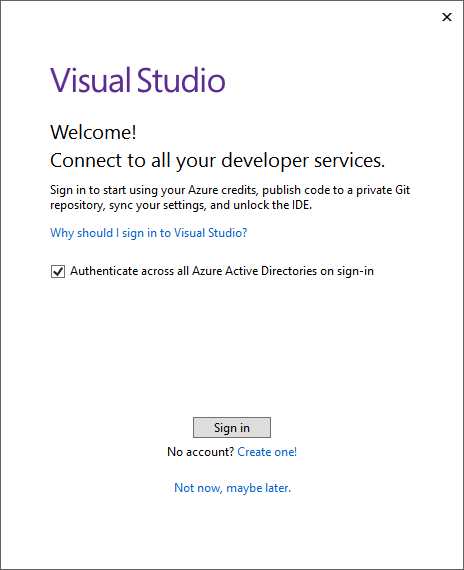 Visual Studio
Welcome!
Connect to all your developer services.
Sign in to start using your Azure credits, publish code to a private Git
repository, sync your settings, and unlock the IDE.
Why should I sign in to Visual Studio?
Authenticate across all Azure Active Directories on sign-in
Sign in
No account? Create one!
Not now, maybe later.